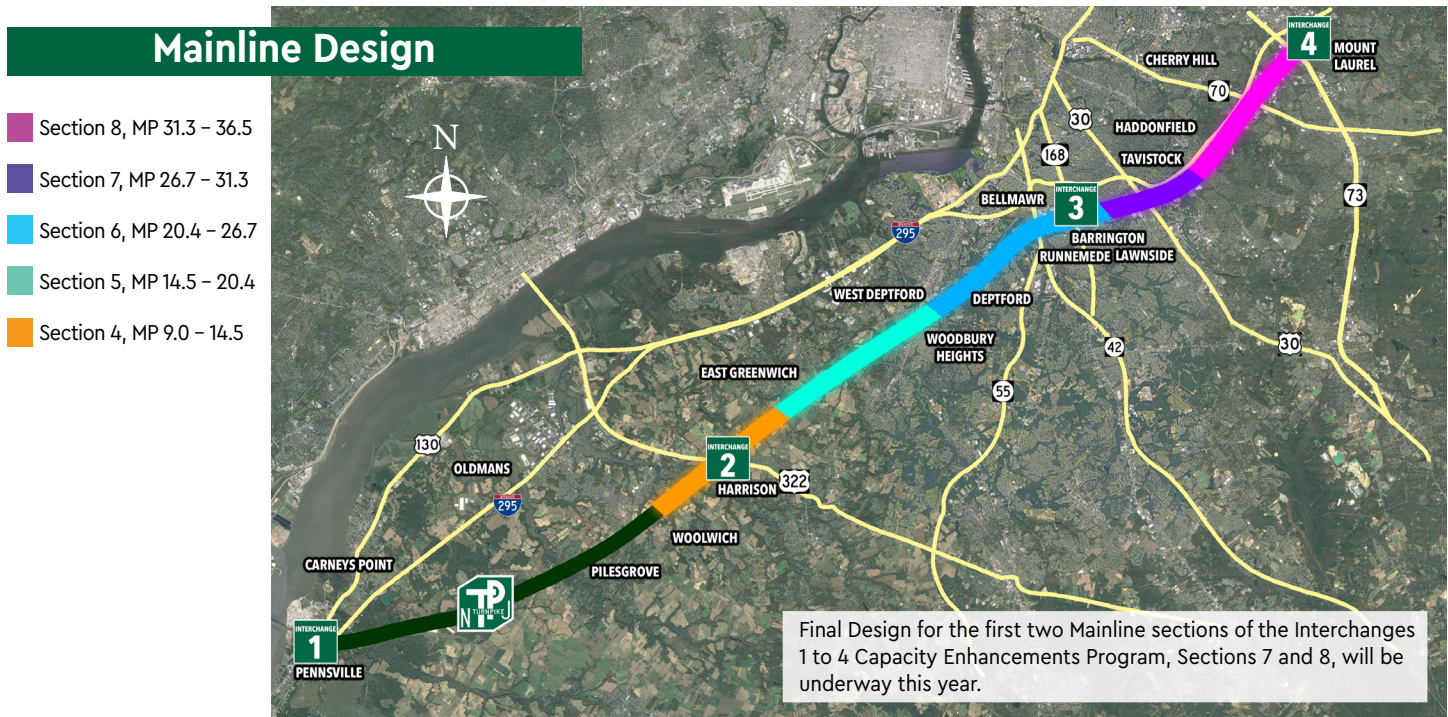 Mainline Design
Section 8, MP 31.3 – 36.5
Section 7, MP 26.7 – 31.3
Section 6, MP 20.4 – 26.7
Section 5, MP 14.5 – 20.4
Section 4, MP 9.0 – 14.5
N
INTERCHANGE
4
MOUNT
LAUREL
CHERRY HILL
70
30
HADDONFIELD
168
TAVISTOCK
73
BELLMAWR
INTERCHANGE
3
295
BARRINGTON
RUNNEMEDE
LAWNSIDE
WEST DEPTFORD
DEPTFORD
WOODBURY
HEIGHTS
42
30
EAST GREENWICH
55
130
INTERCHANGE
2
OLDMANS
HARRISON
322
295
WOOLWICH
CARNEYS POINT
PILESGROVE
TP
N TURNPIKE J
INTERCHANGE
1
PENNSVILLE
Final Design for the first two Mainline sections of the Interchanges
1 to 4 Capacity Enhancements Program, Sections 7 and 8, will be
underway this year.